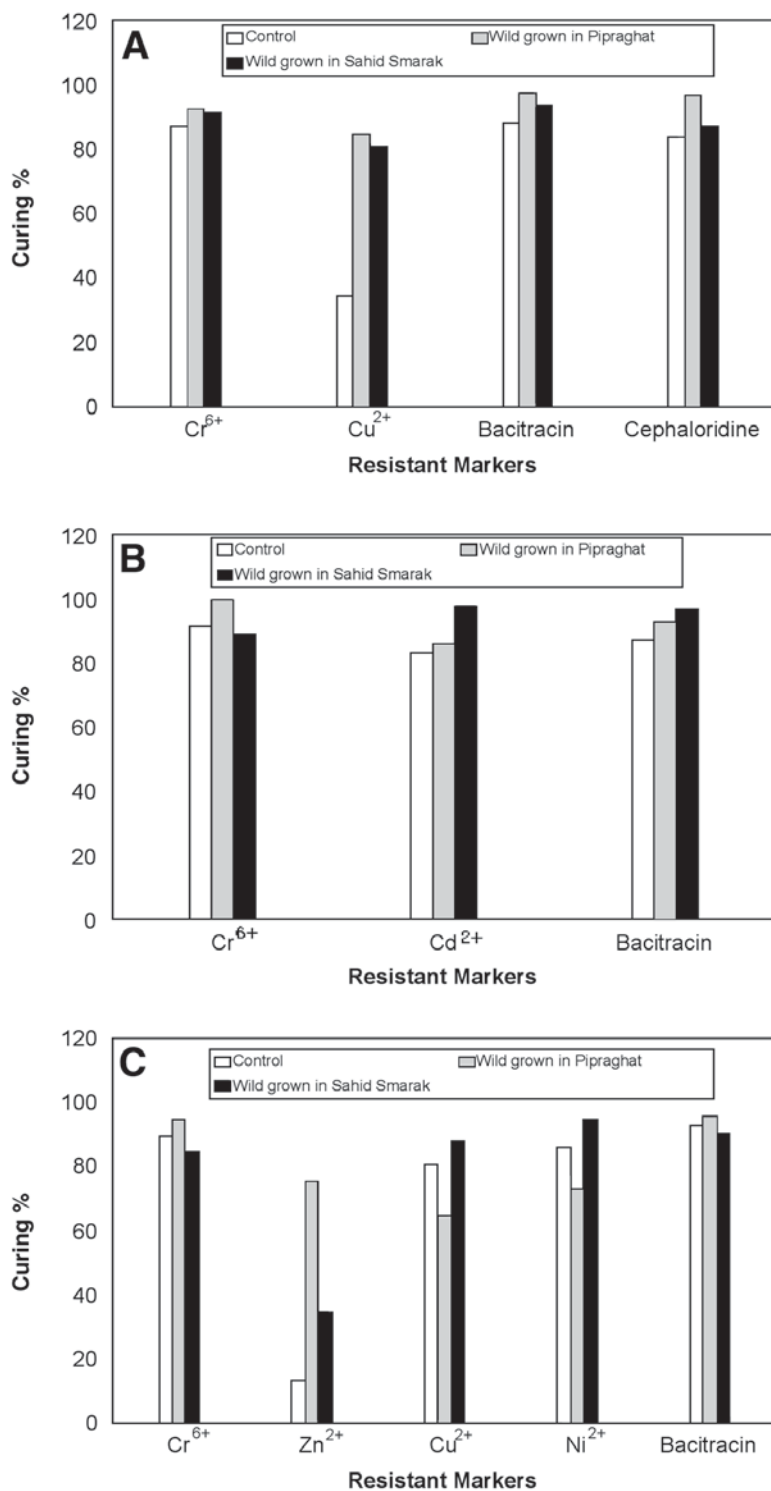 A
Control
Wild grown in Pipraghat
Wild grown in Sahid Smarak
120
100
80
60
40
20
0
Curing %
Cr6+ Cu2+ Bacitracin Cephaloridine
Resistant Markers
B
Control
Wild grown in Pipraghat
Wild grown in Sahid Smarak
120
100
80
60
40
20
0
Curing %
Cr6+ Cd2+ Bacitracin
Resistant Markers
C
Control
Wild grown in Pipraghat
Wild grown in Sahid Smarak
120
100
80
60
40
20
0
Curing %
Cr6+ Zn2+ Cu2+ Ni2+ Bacitracin
Resistant Markers